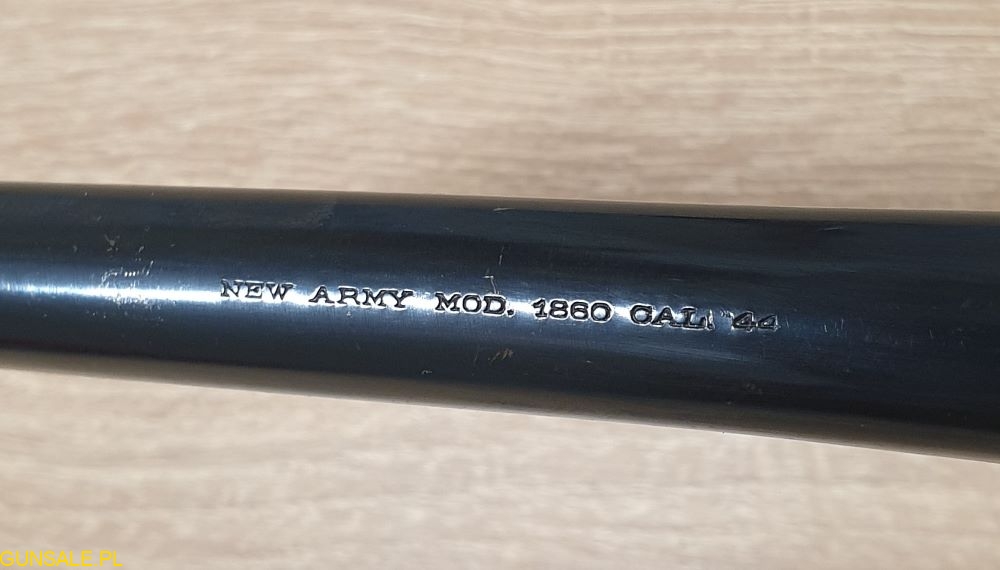 NEW ARMY MOD. 1860 CAL. 44
GUNSALE.PL